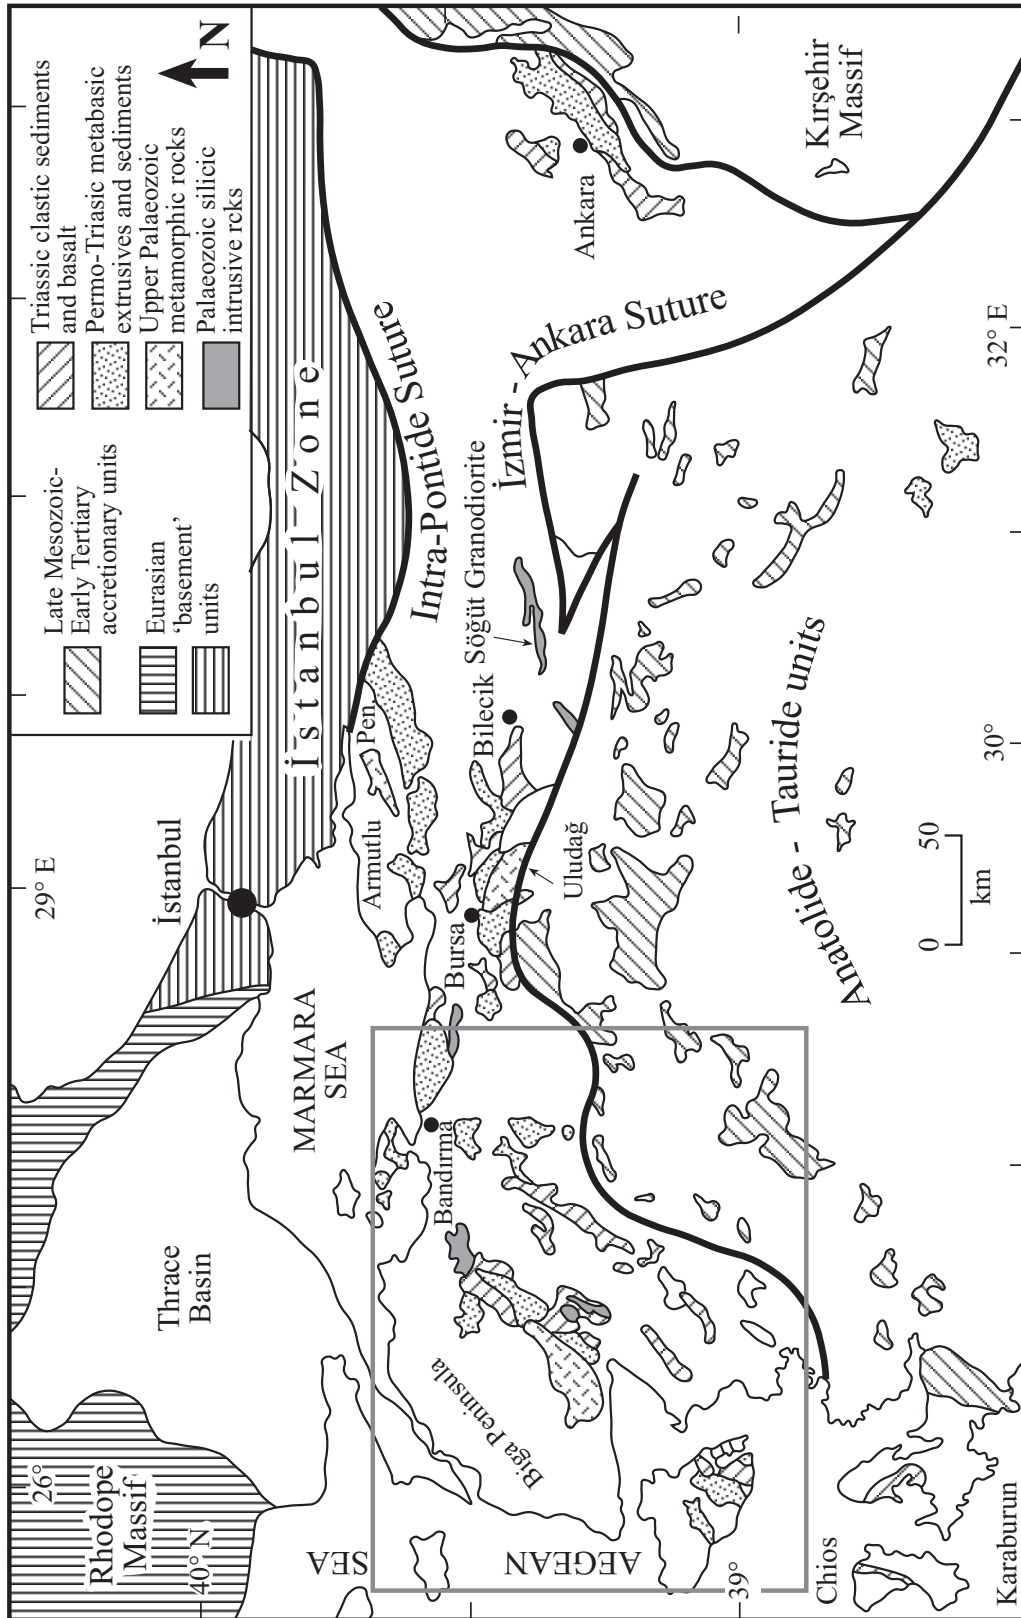 N
Late Mesozoic-
Early Tertiary
accretionary units
Eurasian
‘basement’
units
Triassic clastic sediments
and basalt
Permo-Triasic metabasic
extrusives and sediments
Upper Palaeozoic
metamorphic rocks
Palaeozoic silicic
intrusive rcks
29° E
26°
Rhodope
Massif
40° N
Thrace
Basin
İstanbul
İstanbul Zone
MARMARA
SEA
Armutlu
Pen.
Intra-Pontide Suture
Ankara
Kırşehir
Massif
İzmir - Ankara Suture
Söğüt Granodiorite
Bilecik
Bursa
Uludağ
Bandırma
Biga Peninsula
AEGEAN
SEA
39°
Chios
Karaburun
Anatolide - Tauride units
0 50
km
30°
32° E